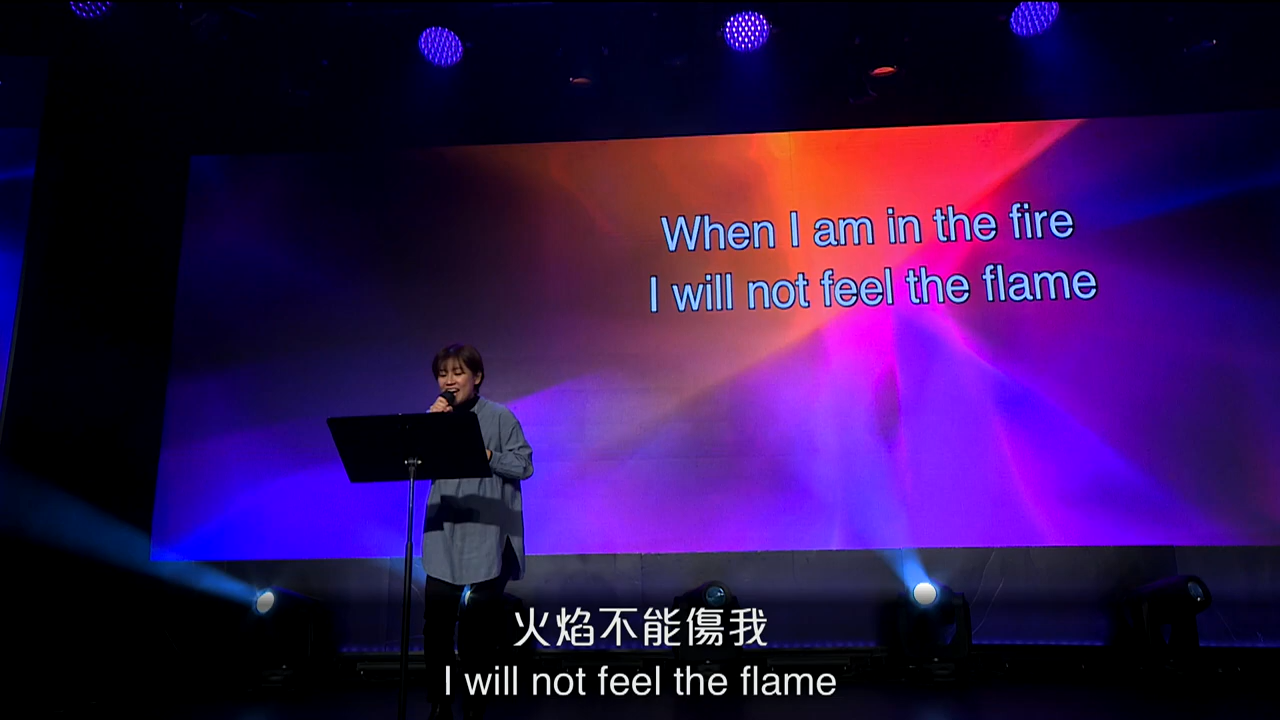 When I am in the fire
I will not feel the flame
火焰不能傷我
I will not feel the flame